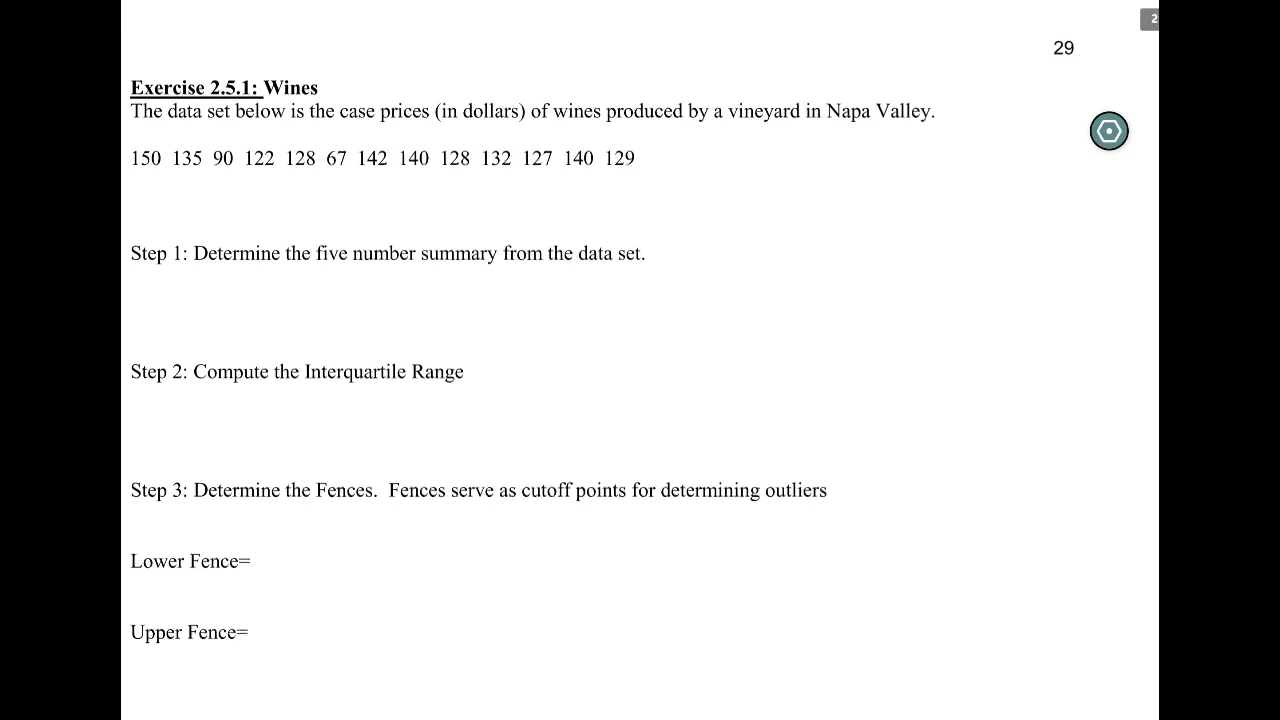 2
29
Exercise 2.5.1: Wines
The data set below is the case prices (in dollars) of wines produced by a vineyard in Napa Valley.
150 135 90 122 128 67 142 140 128 132 127 140 129
Step 1: Determine the five number summary from the data set.
Step 2: Compute the Interquartile Range
Step 3: Determine the Fences. Fences serve as cutoff points for determining outliers
Lower Fence=
Upper Fence=